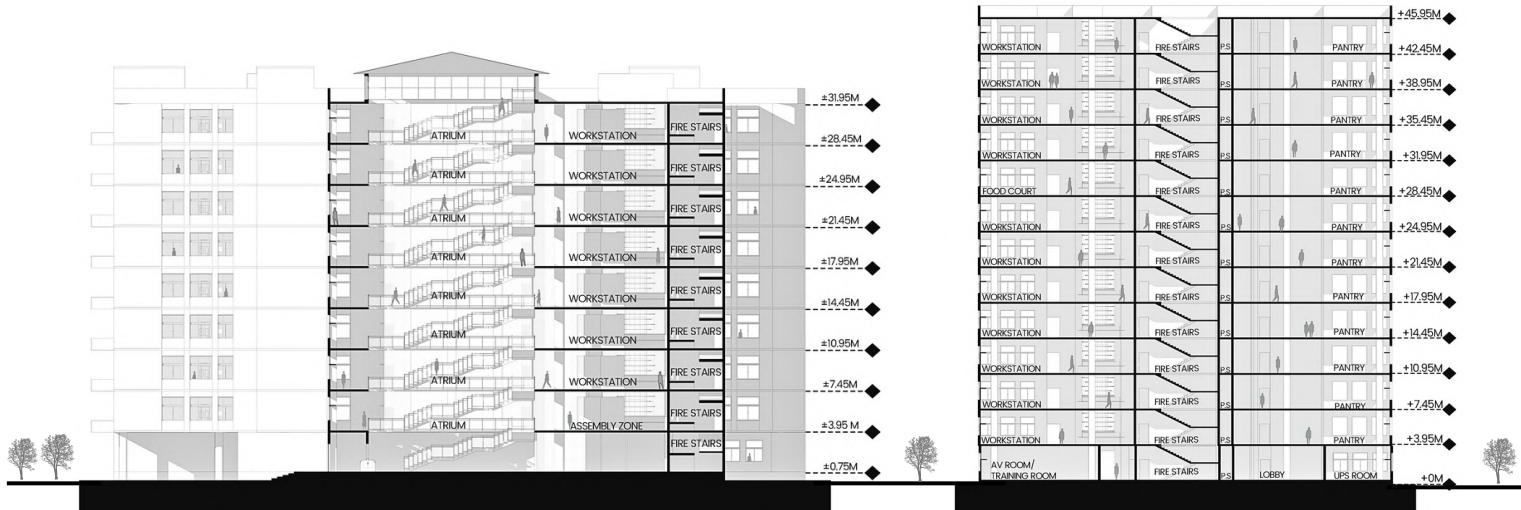 ±31.95M
ATRIUM WORKSTATION FIRE STAIRS
±28.45M
ATRIUM WORKSTATION FIRE STAIRS
±24.95M
ATRIUM WORKSTATION FIRE STAIRS
±21.45M
ATRIUM WORKSTATION FIRE STAIRS
±17.95M
ATRIUM WORKSTATION FIRE STAIRS
±14.45M
ATRIUM WORKSTATION FIRE STAIRS
±10.95M
ATRIUM WORKSTATION FIRE STAIRS
±7.45M
ATRIUM ASSEMBLY ZONE FIRE STAIRS
±3.95 M
FIRE STAIRS
±0.75M
+45.95M
WORKSTATION FIRE STAIRS P.S PANTRY +42.45M
WORKSTATION FIRE STAIRS P.S PANTRY +38.95M
WORKSTATION FIRE STAIRS P.S PANTRY +35.45M
WORKSTATION FIRE STAIRS P.S PANTRY +31.95M
FOOD COURT FIRE STAIRS P.S PANTRY +28.45M
WORKSTATION FIRE STAIRS P.S PANTRY +24.95M
WORKSTATION FIRE STAIRS P.S PANTRY +21.45M
WORKSTATION FIRE STAIRS P.S PANTRY +17.95M
WORKSTATION FIRE STAIRS P.S PANTRY +14.45M
WORKSTATION FIRE STAIRS P.S PANTRY +10.95M
WORKSTATION FIRE STAIRS P.S PANTRY +7.45M
WORKSTATION FIRE STAIRS P.S PANTRY +3.95M
AV ROOM/
TRAINING ROOM FIRE STAIRS P.S LOBBY UPS ROOM +0M